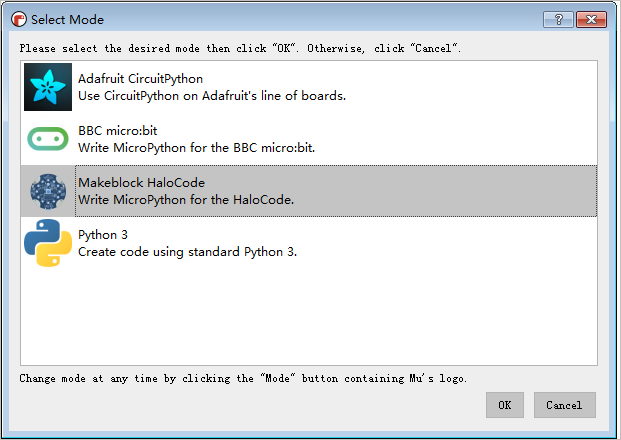 Select Mode
Please select the desired mode then click "OK". Otherwise, click "Cancel".
Adafruit CircuitPython
Use CircuitPython on Adafruit's line of boards.
BBC micro:bit
Write MicroPython for the BBC micro:bit.
Makeblock HaloCode
Write MicroPython for the HaloCode.
Python 3
Create code using standard Python 3.
Change mode at any time by clicking the "Mode" button containing Mu's logo.
OK
Cancel